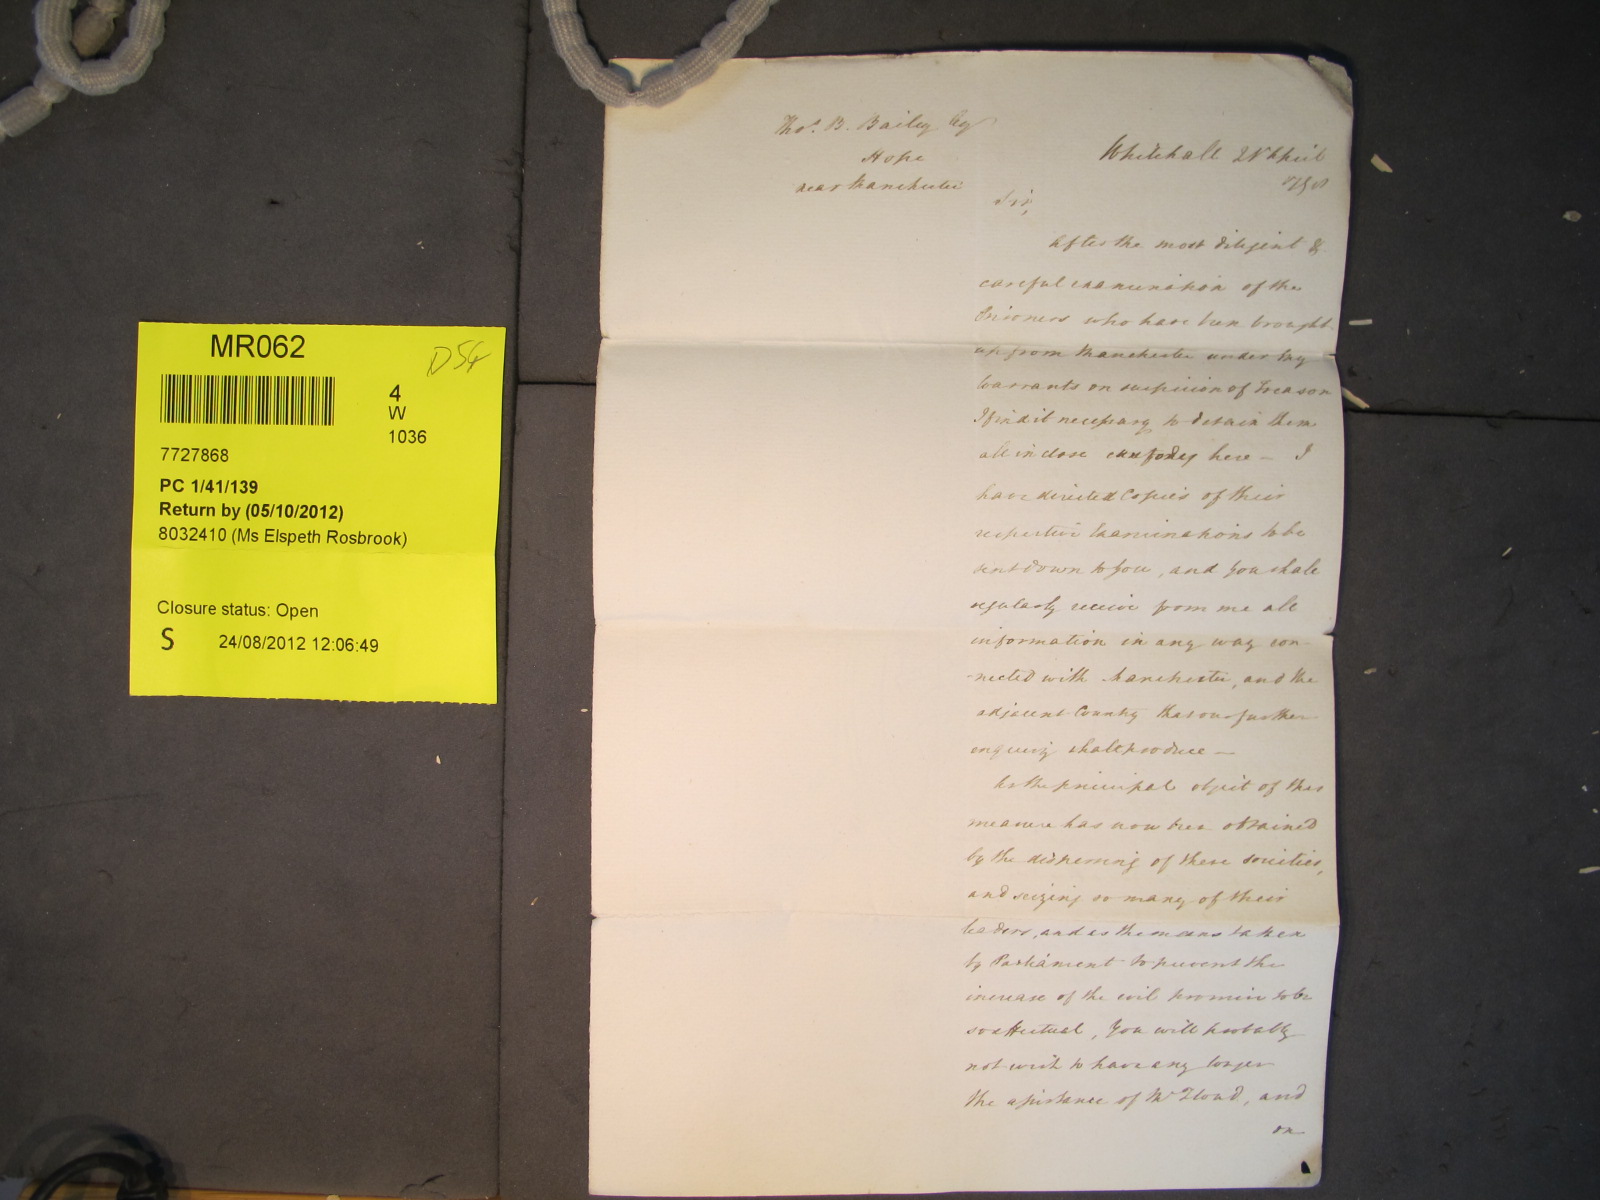 MR062
D54
4
W
1036
7727868
PC 1/41/139
Return by (05/10/2012)
8032410 (Ms Elspeth Rosbrook)
Closure status: Open
S 24/08/2012 12:06:49
Thos. B. Bailey Esq
Hope
near Manchester
Whitehall April
Sir,
After the most diligent &
careful examination of the
Prisoners who have been brought
up from Manchester under my
Warrants on suspicion of Treason
I find it necessary to detain them
all in close custody here — I
have directed Copies of their
respective Examinations to be
sent down to you, and you shall
regularly receive from me all
information in any way con-
-nected with Manchester, and the
adjacent County that our further
enquiry shall produce —
As the principal object of this
measure has now been obtained
by the dispersing of these societies,
and seizing so many of their
leaders, and as the means taken
by Parliament to prevent the
increase of the evil promise to be
so effectual, you will probably
not wish to have any longer
the assistance of Mr Floud, and
on